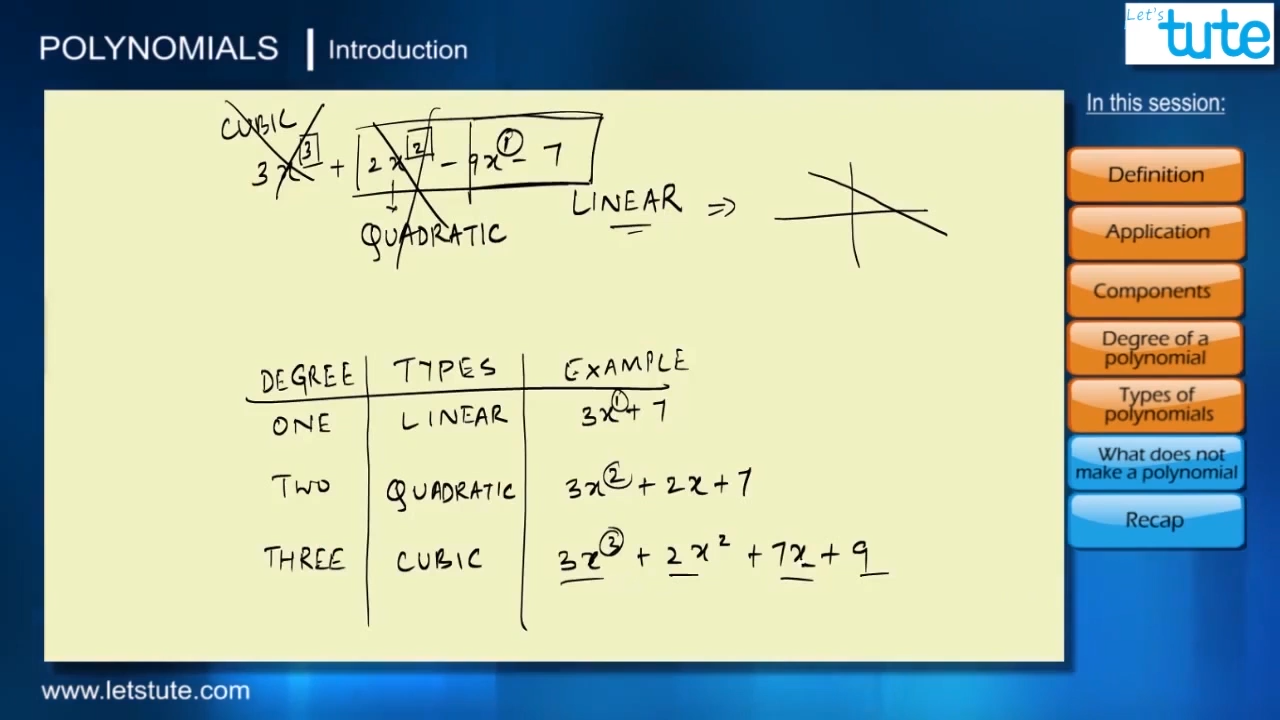 Let's
tute
POLYNOMIALS | Introduction
In this session:
CUBIC
3x³ + 2x² - 9x¹ - 7
LINEAR ⇒
QUADRATIC
Definition
Application
Components
Degree of a
polynomial
Types of
polynomials
What does not
make a polynomial
Recap
DEGREE TYPES EXAMPLE
ONE LINEAR 3x¹ + 7
TWO QUADRATIC 3x² + 2x + 7
THREE CUBIC 3x³ + 2x² + 7x + 9
www.letstute.com